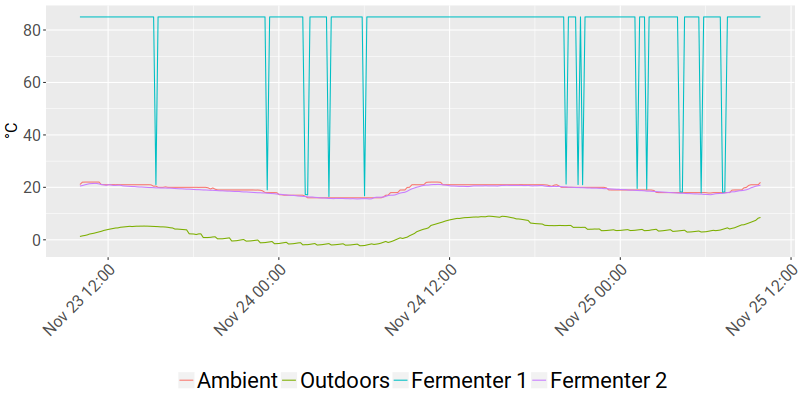 80
60
40
20
0
°C
Nov 23 12:00
Nov 24 00:00
Nov 24 12:00
Nov 25 00:00
Nov 25 12:00
Ambient Outdoors Fermenter 1 Fermenter 2